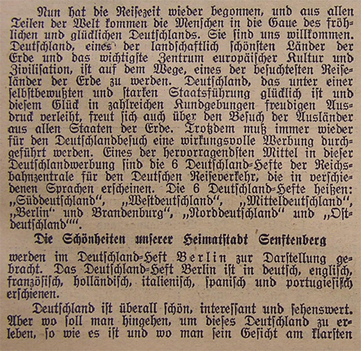 Nun hat die Reisezeit wieder begonnen, und aus allen
Teilen der Welt kommen die Menschen in die Gaue des fröh-
lichen und glücklichen Deutschlands. Sie sind uns willkommen.
Deutschland, eines der landschaftlich schönsten Länder der
Erde und das wichtigste Zentrum europäischer Kultur und
Zivilisation, ist auf dem Wege, eines der besuchtesten Reise-
länder der Erde zu werden. Deutschland, das unter einer
selbstbewußten und starken Staatsführung glücklich ist und
diesem Glück in zahlreichen Kundgebungen freudigen Aus-
druck verleiht, freut sich auch über den Besuch der Ausländer
aus allen Staaten der Erde. Trotzdem muß immer wieder
für den Deutschlandbesuch eine wirkungsvolle Werbung durch-
geführt werden. Eines der hervorragendsten Mittel in dieser
Deutschlandwerbung sind die 6 Deutschland-Hefte der Reichs-
bahnzentrale für den Deutschen Reiseverkehr, die in verschie-
denen Sprachen erscheinen. Die 6 Deutschland-Hefte heißen:
„Süddeutschland“, „Westdeutschland“, „Mitteldeutschland“,
„Berlin“ und Brandenburg“, „Norddeutschland“ und „Ost-
deutschland““.
Die Schönheiten unserer Heimatstadt Senftenberg
werden im Deutschland-Heft Berlin zur Darstellung ge-
bracht. Das Deutschland-Heft Berlin ist in deutsch, englisch,
französisch, holländisch, italienisch, spanisch und portugiesisch
erschienen.
Deutschland ist überall schön, interessant und sehenswert.
Aber wo soll man hingehen, um dieses Deutschland zu er-
leben, so wie es ist und wo man sein Gesicht am klarsten